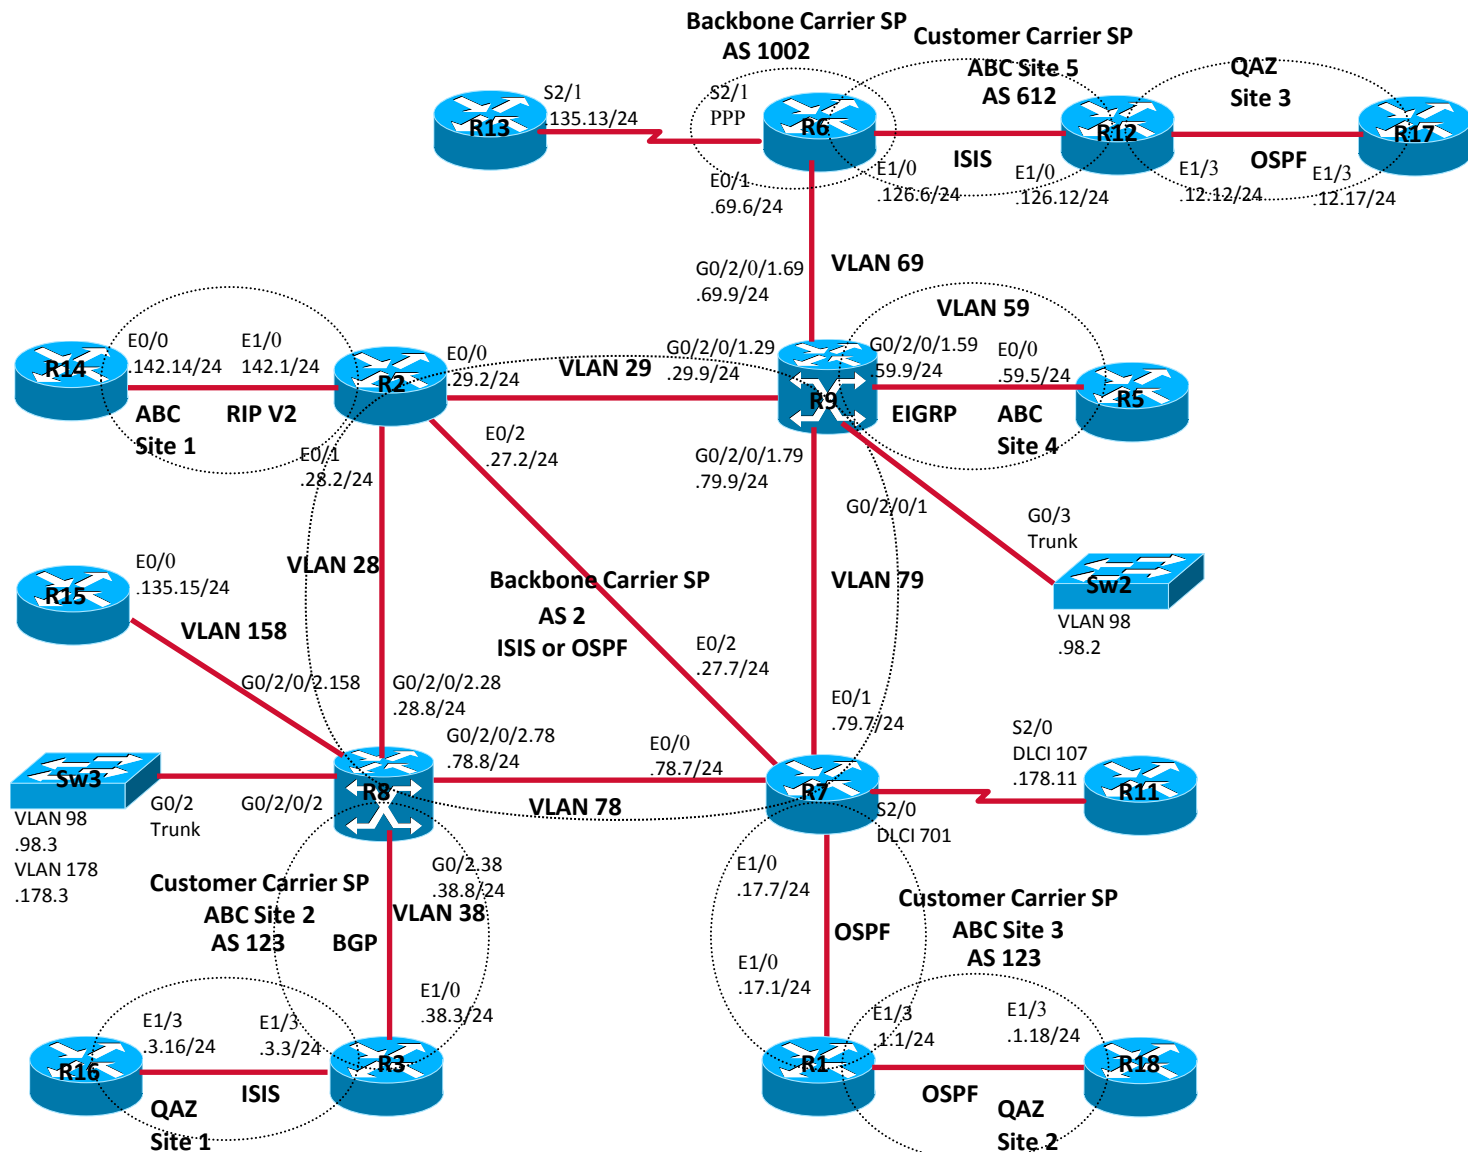 Backbone Carrier SP
AS 1002
Customer Carrier SP
ABC Site 5
AS 612
QAZ
Site 3
S2/1
.135.13/24
S2/1
PPP
R13
R6
R12
R17
ISIS
OSPF
E0/1
.69.6/24
E1/0
.126.6/24
E1/0
.126.12/24
E1/3
.12.12/24
E1/3
.12.17/24
G0/2/0/1.69
.69.9/24
VLAN 69
VLAN 59
E0/0
.142.14/24
E1/0
142.1/24
R14
R2
E0/0
.29.2/24
VLAN 29
G0/2/0/1.29
.29.9/24
G0/2/0/1.59
.59.9/24
E0/0
.59.5/24
R9
R5
ABC
Site 1
RIP V2
EIGRP
ABC
Site 4
E0/1
.28.2/24
E0/2
.27.2/24
G0/2/0/1.79
.79.9/24
G0/2/0/1
G0/3
Trunk
Sw2
VLAN 98
.98.2
E0/0
.135.15/24
R15
VLAN 158
VLAN 28
Backbone Carrier SP
AS 2
ISIS or OSPF
VLAN 79
E0/2
.27.7/24
G0/2/0/2.158
G0/2/0/2.28
.28.8/24
G0/2/0/2.78
.78.8/24
E0/0
.78.7/24
E0/1
.79.7/24
S2/0
DLCI 107
.178.11
Sw3
G0/2
Trunk
G0/2/0/2
R8
VLAN 78
R7
R11
S2/0
DLCI 701
VLAN 98
.98.3
VLAN 178
.178.3
G0/2.38
.38.8/24
Customer Carrier SP
ABC Site 2
AS 123
VLAN 38
BGP
E1/0
.17.7/24
OSPF
E1/0
.17.1/24
Customer Carrier SP
ABC Site 3
AS 123
E1/0
.38.3/24
E1/3
.3.16/24
E1/3
.3.3/24
E1/3
.1.1/24
E1/3
.1.18/24
R16
R3
R1
R18
ISIS
OSPF
QAZ
Site 1
QAZ
Site 2